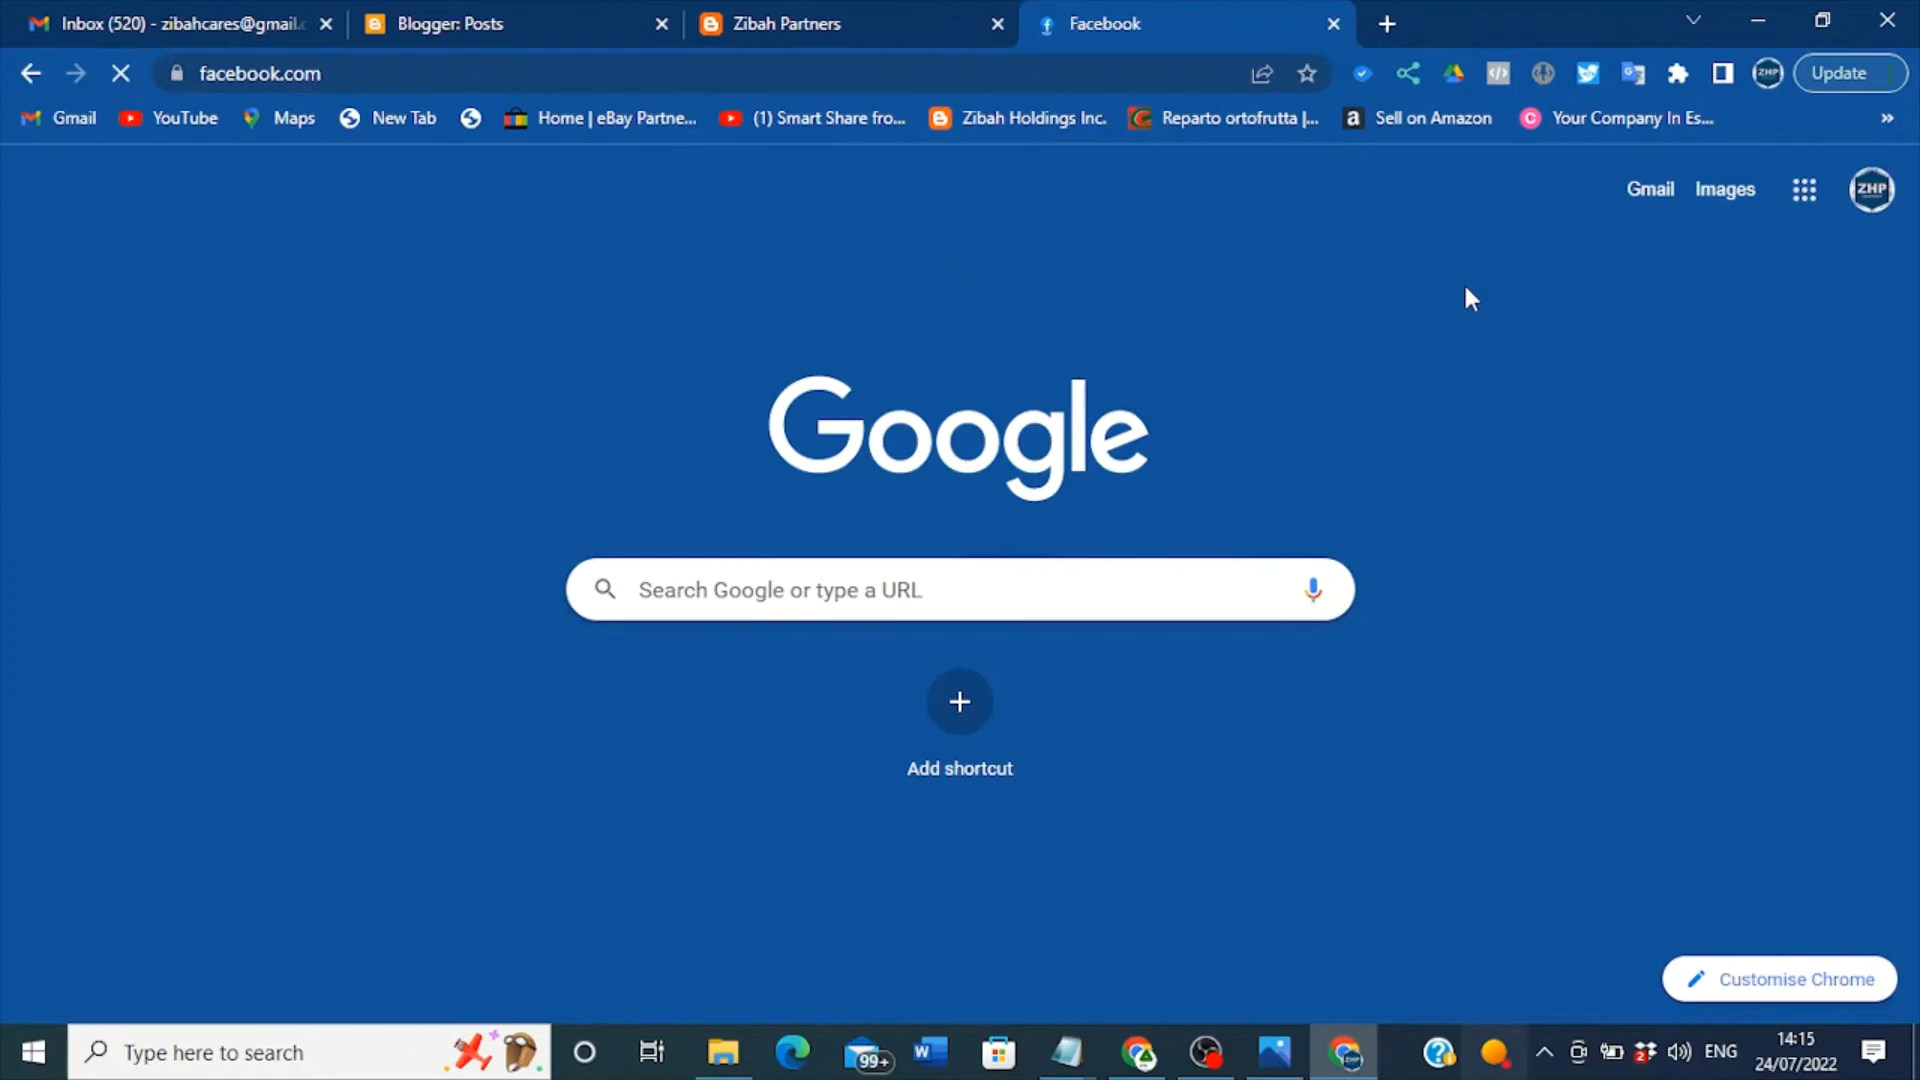 Inbox (520) - zibahcares@gmail.
Blogger: Posts
Zibah Partners
Facebook
facebook.com
ZHP
Update
Gmail
YouTube
Maps
New Tab
Home | eBay Partne...
(1) Smart Share fro...
Zibah Holdings Inc.
Reparto ortofrutta |...
a
Sell on Amazon
C
Your Company In Es...
»
Gmail
Images
ZHP
Google
Search Google or type a URL
Add shortcut
Customise Chrome
Type here to search
99+
W
ZHP
2
ENG
14:15
24/07/2022